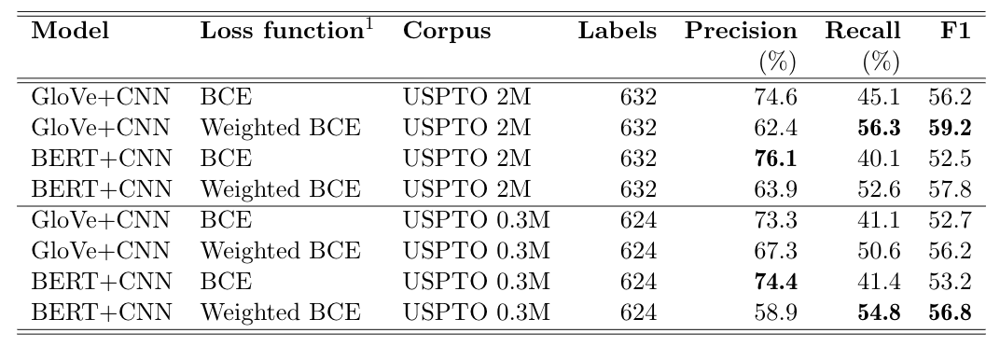 Model Loss function¹ Corpus Labels Precision Recall F1
(%) (%)
GloVe+CNN BCE USPTO 2M 632 74.6 45.1 56.2
GloVe+CNN Weighted BCE USPTO 2M 632 62.4 56.3 59.2
BERT+CNN BCE USPTO 2M 632 76.1 40.1 52.5
BERT+CNN Weighted BCE USPTO 2M 632 63.9 52.6 57.8
GloVe+CNN BCE USPTO 0.3M 624 73.3 41.1 52.7
GloVe+CNN Weighted BCE USPTO 0.3M 624 67.3 50.6 56.2
BERT+CNN BCE USPTO 0.3M 624 74.4 41.4 53.2
BERT+CNN Weighted BCE USPTO 0.3M 624 58.9 54.8 56.8